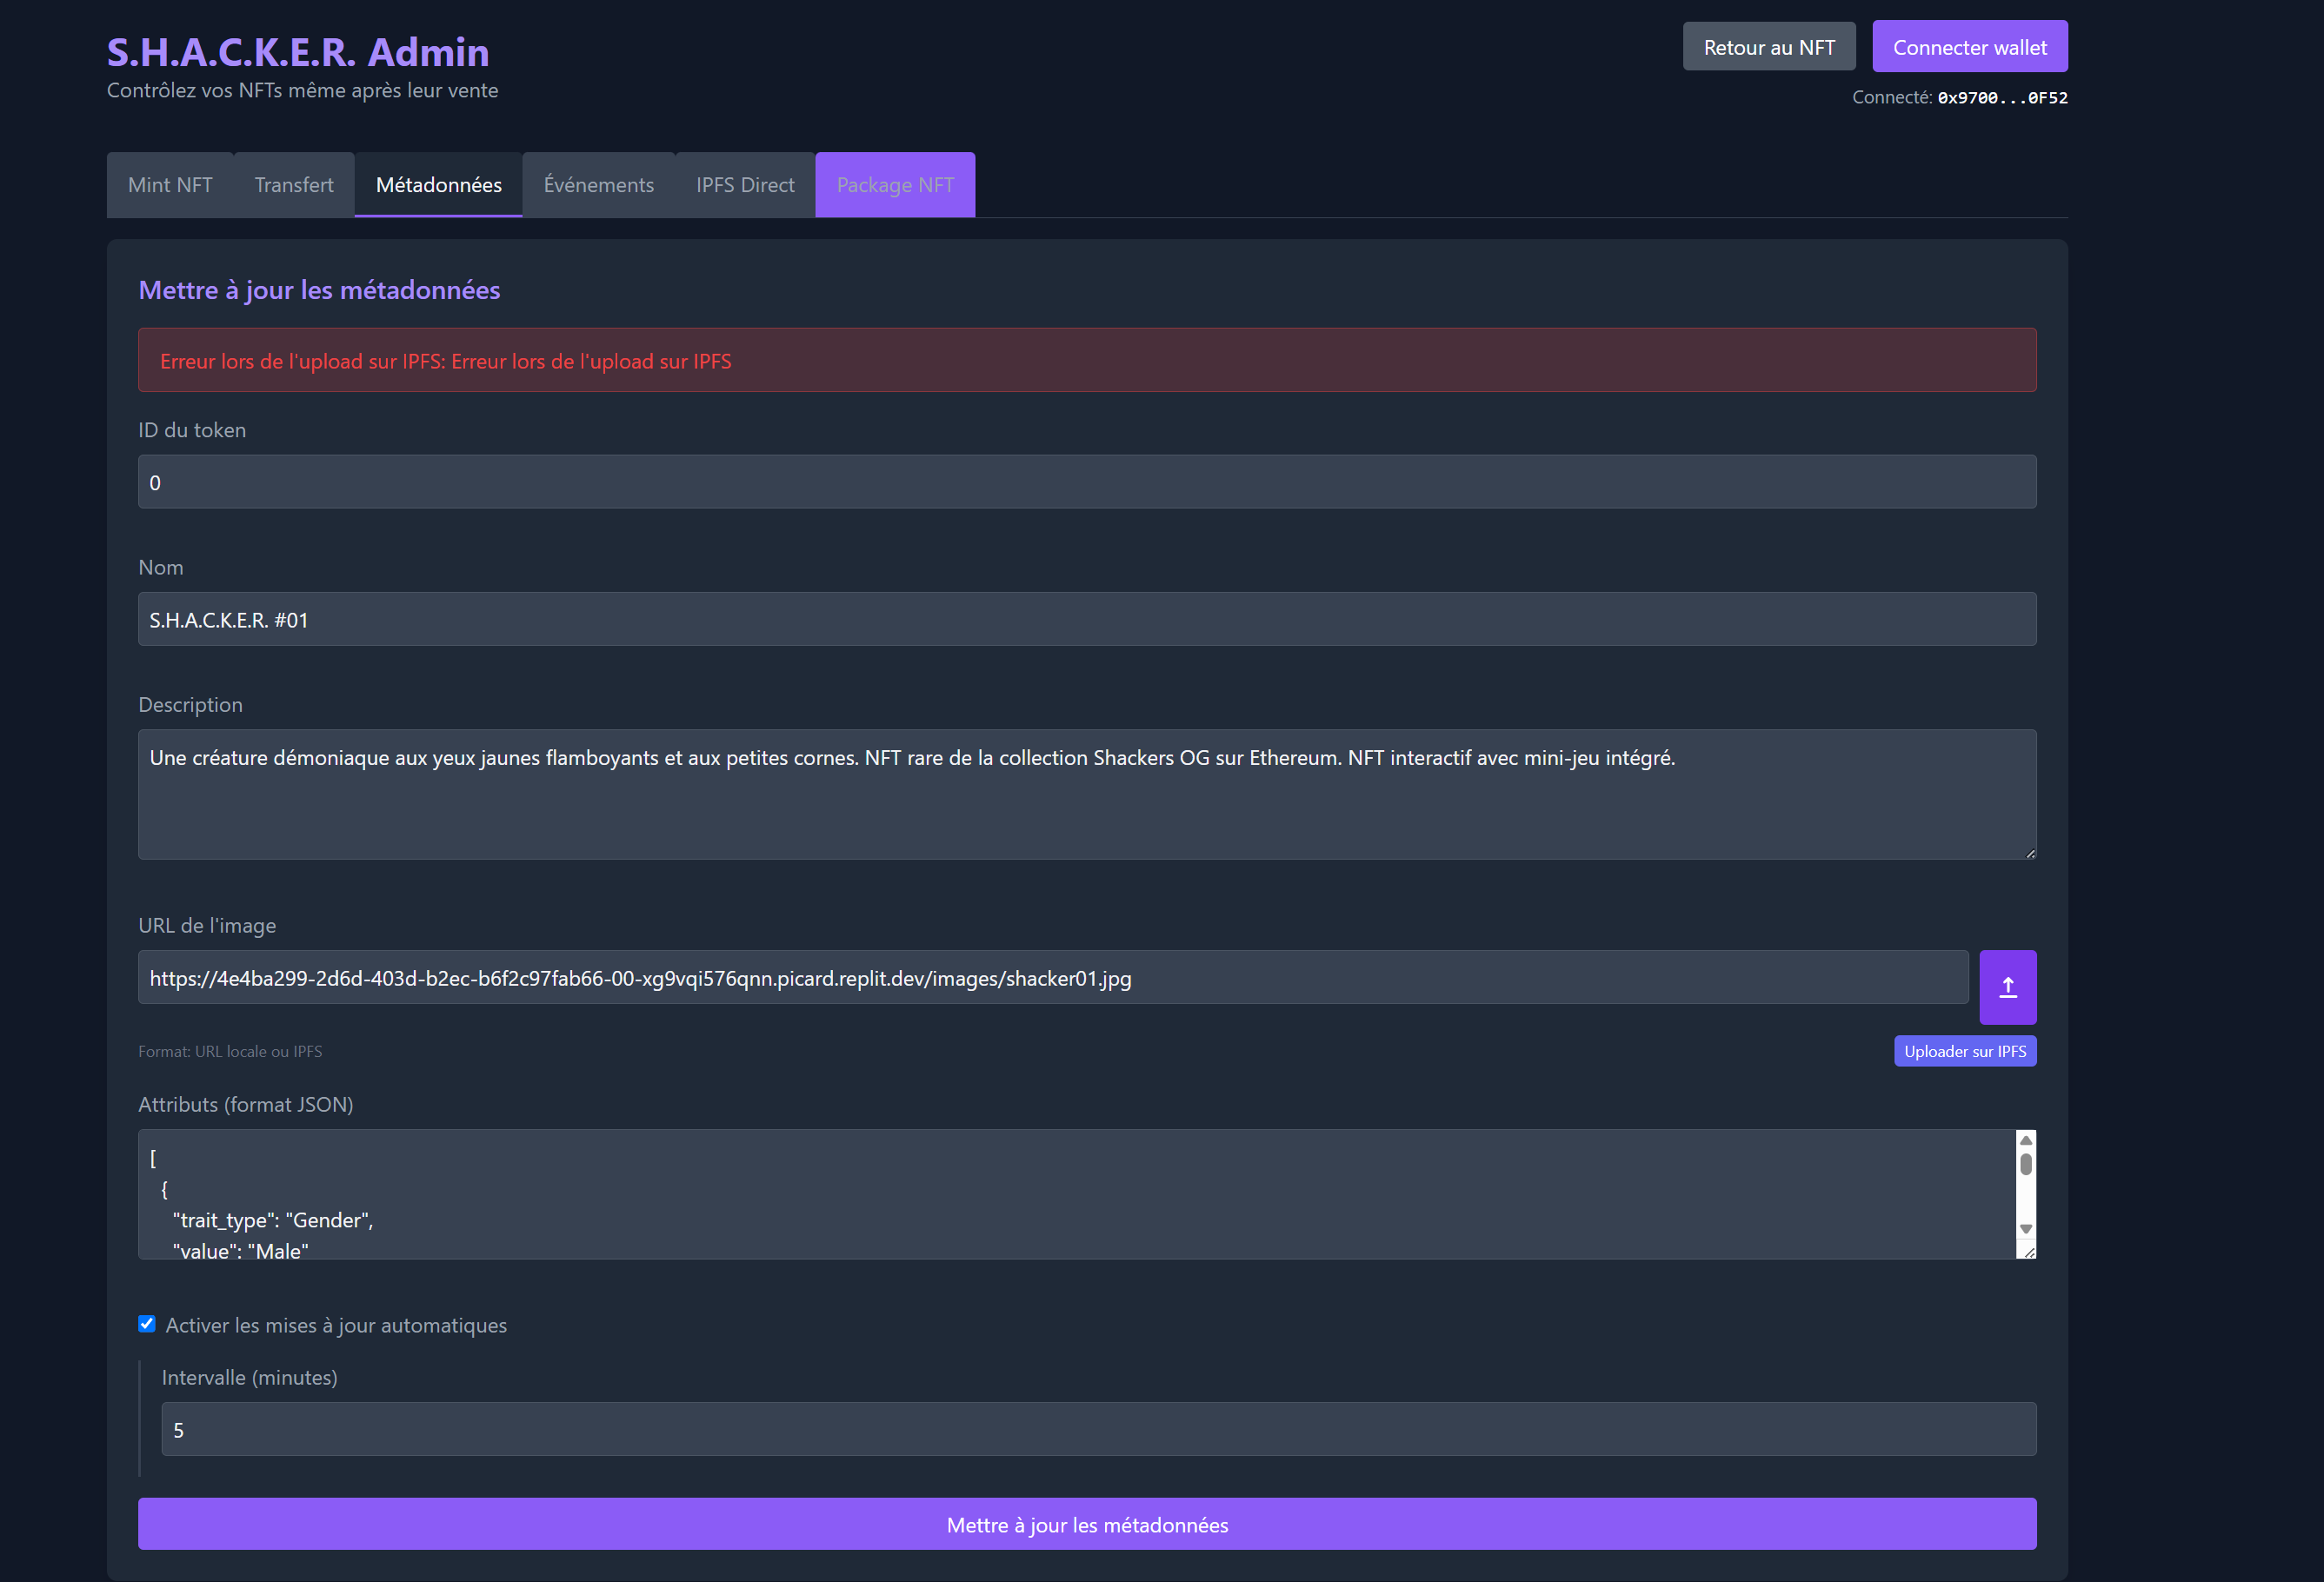 S.H.A.C.K.E.R. Admin
Contrôlez vos NFTs même après leur vente
Retour au NFT
Connecter wallet
Connecté: 0x9700...0F52
Mint NFT
Transfert
Métadonnées
Événements
IPFS Direct
Package NFT
Mettre à jour les métadonnées
Erreur lors de l'upload sur IPFS: Erreur lors de l'upload sur IPFS
ID du token
0
Nom
S.H.A.C.K.E.R. #01
Description
Une créature démoniaque aux yeux jaunes flamboyants et aux petites cornes. NFT rare de la collection Shackers OG sur Ethereum. NFT interactif avec mini-jeu intégré.
URL de l'image
https://4e4ba299-2d6d-403d-b2ec-b6f2c97fab66-00-xg9vqi576qnn.picard.replit.dev/images/shacker01.jpg
Format: URL locale ou IPFS
Uploader sur IPFS
Attributs (format JSON)
[
{
"trait_type": "Gender",
"value": "Male"
Activer les mises à jour automatiques
Intervalle (minutes)
5
Mettre à jour les métadonnées